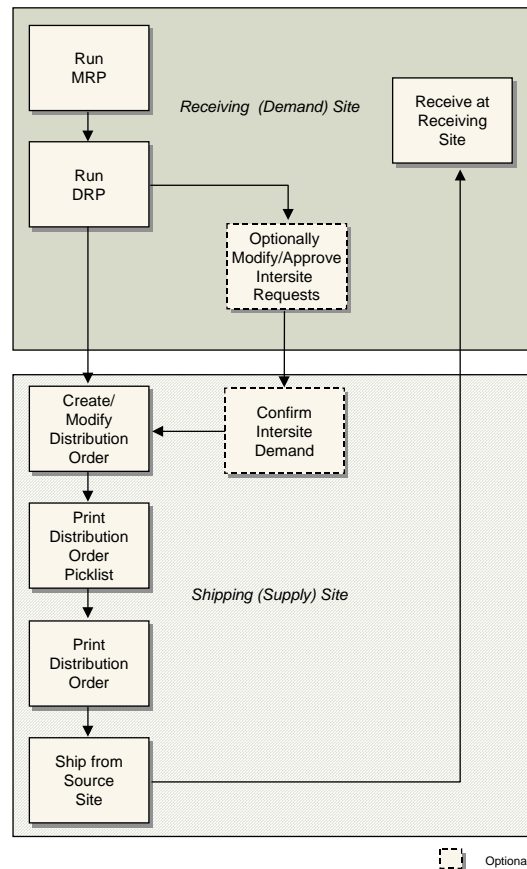 Run
MRP
Receiving (Demand) Site
Receive at
Receiving
Site
Run
DRP
Optionally
Modify/Approve
Intersite
Requests
Create/
Modify
Distribution
Order
Confirm
Intersite
Demand
Print
Distribution
Order
Picklist
Shipping (Supply) Site
Print
Distribution
Order
Ship from
Source
Site
Optiona